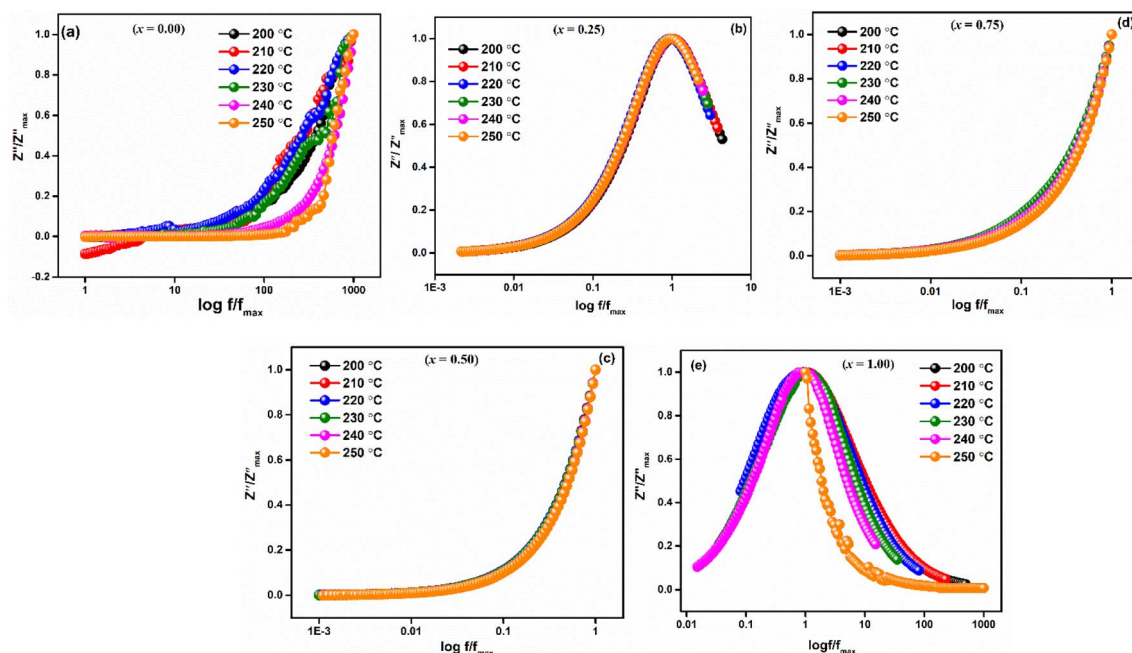 (a)
(x = 0.00)
200 °C
210 °C
220 °C
230 °C
240 °C
250 °C
Z''/Z''max
1.0
0.8
0.6
0.4
0.2
0.0
-0.2
1
10
100
1000
log f/fmax
(x = 0.25)
(b)
200 °C
210 °C
220 °C
230 °C
240 °C
250 °C
Z''/ Z''max
1.0
0.8
0.6
0.4
0.2
0.0
1E-3
0.01
0.1
1
10
log f/fmax
(x = 0.75)
(d)
200 °C
210 °C
220 °C
230 °C
240 °C
250 °C
Z''/Z''max
1.0
0.8
0.6
0.4
0.2
0.0
1E-3
0.01
0.1
1
log f/fmax
(x = 0.50)
(c)
200 °C
210 °C
220 °C
230 °C
240 °C
250 °C
Z''/Z''max
1.0
0.8
0.6
0.4
0.2
0.0
1E-3
0.01
0.1
1
log f/fmax
(e)
(x = 1.00)
200 °C
210 °C
220 °C
230 °C
240 °C
250 °C
Z''/Z''max
1.0
0.8
0.6
0.4
0.2
0.0
0.01
0.1
1
10
100
1000
logf/fmax